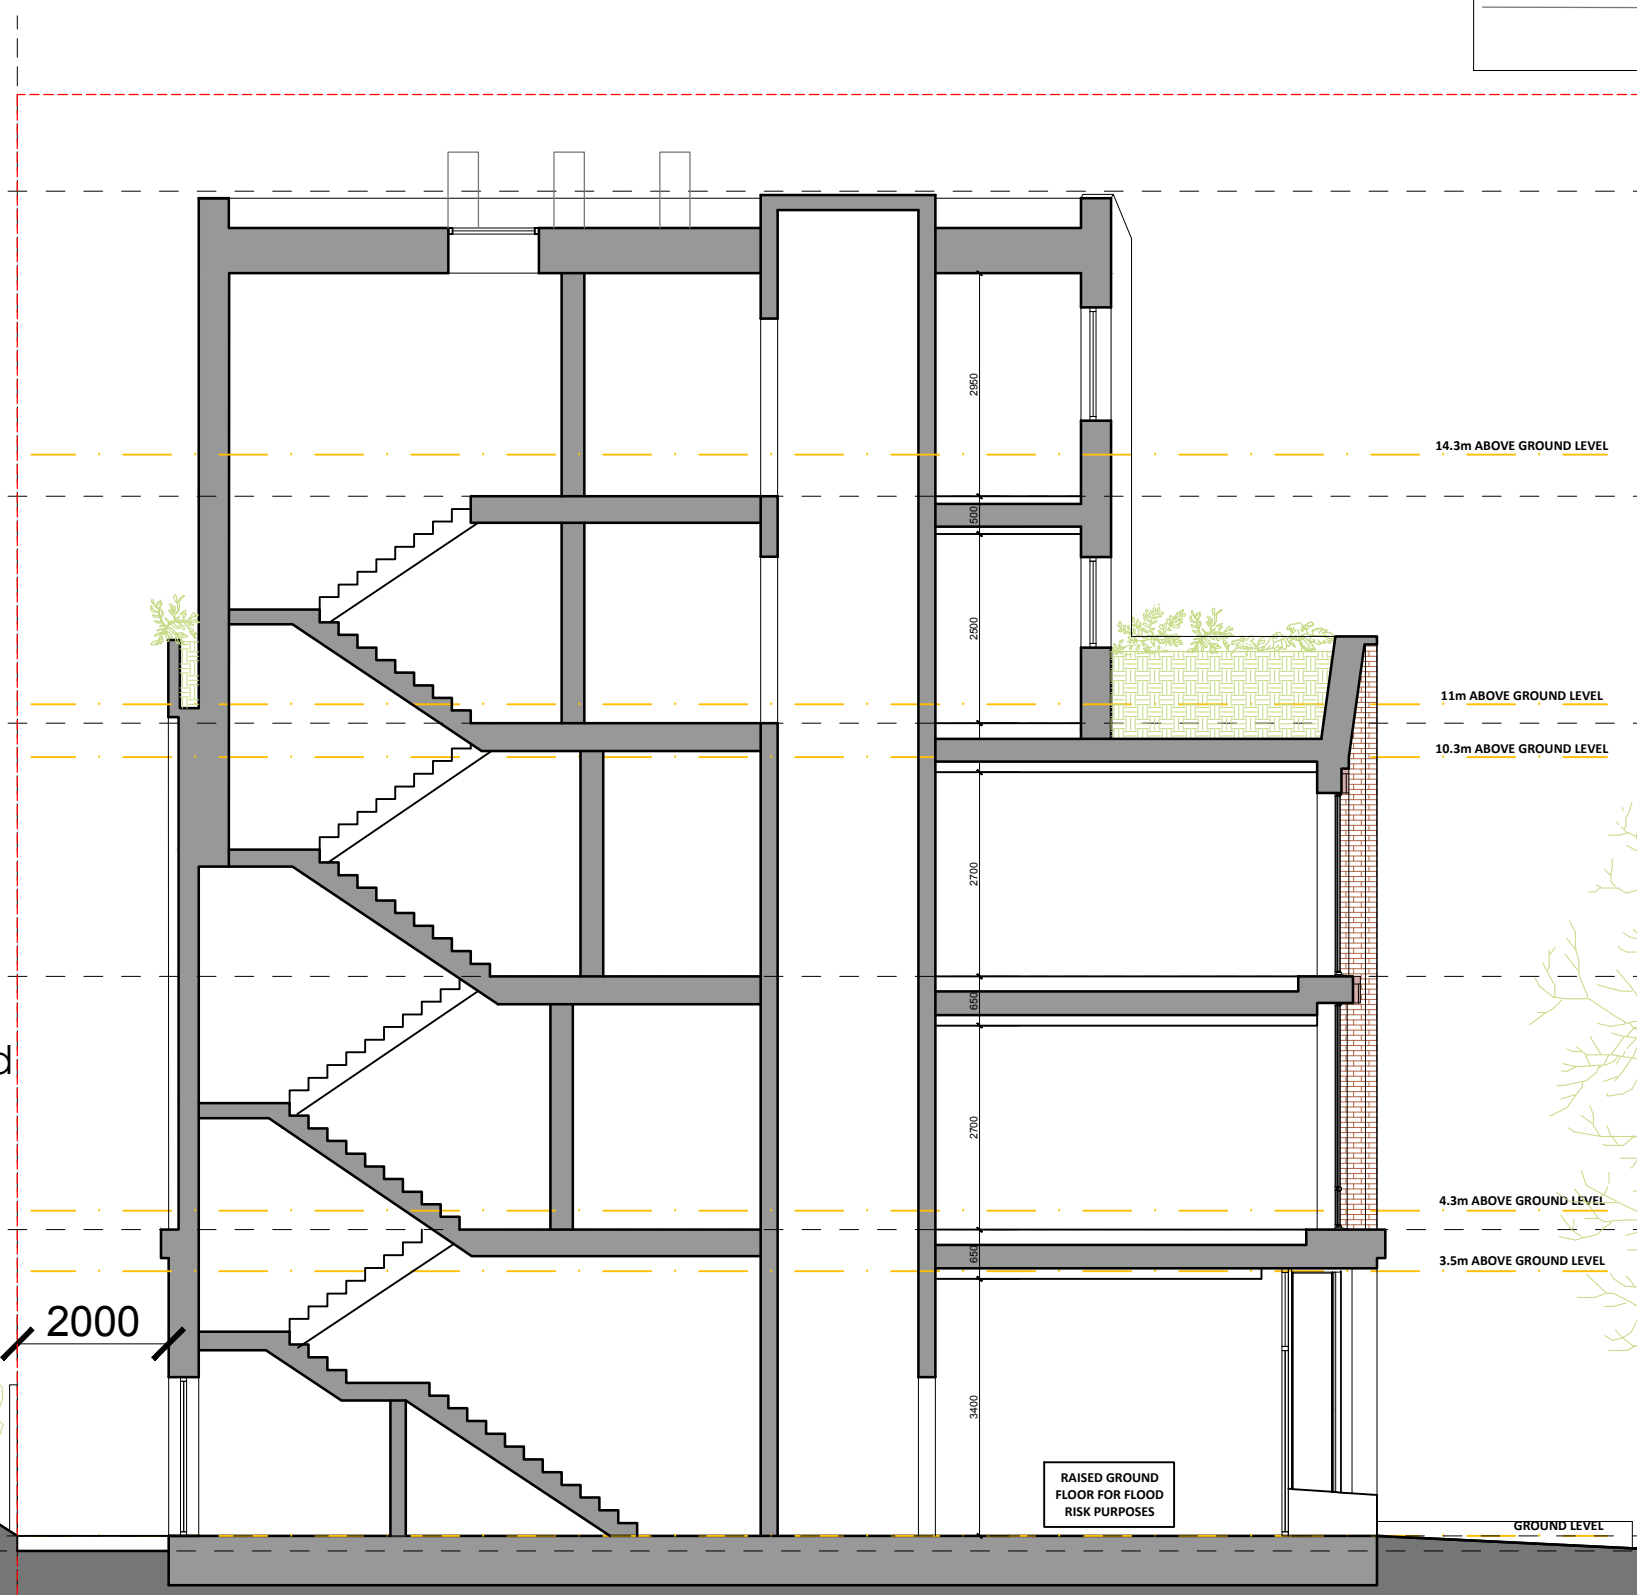 2950
14.3m ABOVE GROUND LEVEL
500
2500
11m ABOVE GROUND LEVEL
10.3m ABOVE GROUND LEVEL
2700
650
d
2700
4.3m ABOVE GROUND LEVEL
650
3.5m ABOVE GROUND LEVEL
2000
3400
RAISED GROUND
FLOOR FOR FLOOD
RISK PURPOSES
GROUND LEVEL